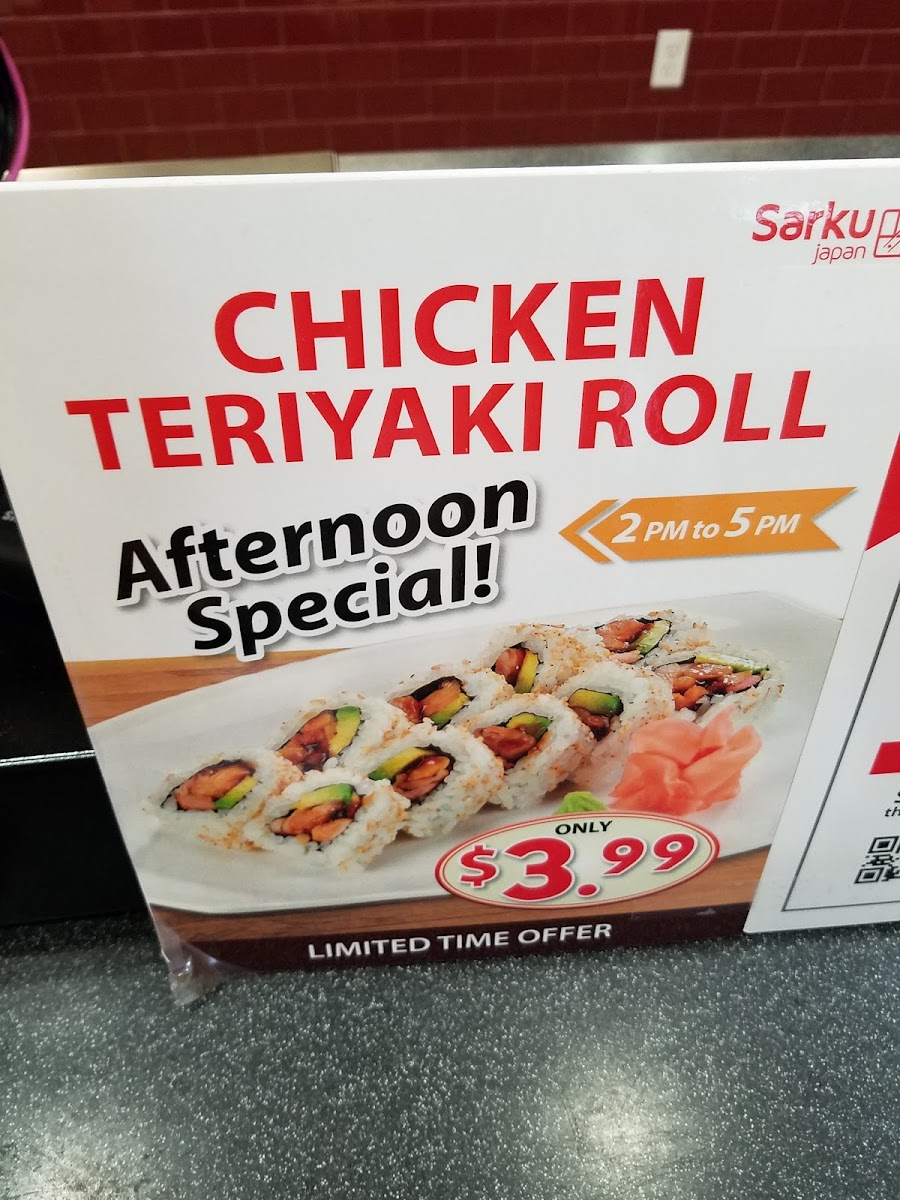 Sarku
japan
CHICKEN
TERIYAKI ROLL
Afternoon
Special!
2 PM to 5 PM
ONLY
$3.99
LIMITED TIME OFFER